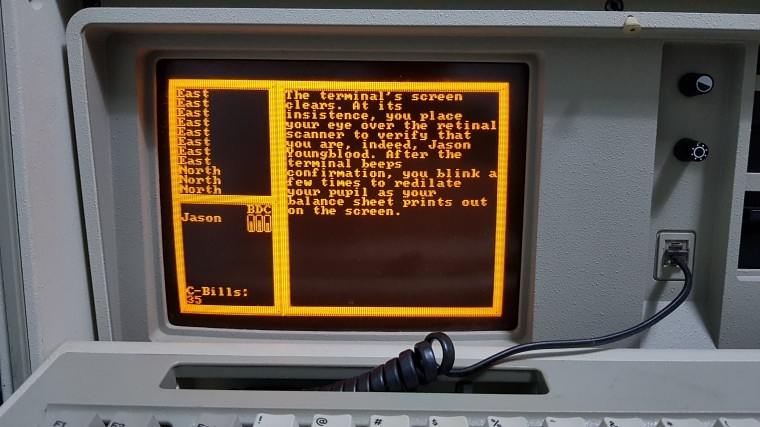 East
East
East
East
East
East
East
East
North
North
North
BDC
Jason
C-Bills:
35
The terminal's screen
clears. At its
insistence, you place
your eye over the retinal
scanner to verify that
you are, indeed, Jason
Youngblood. After the
terminal beeps
confirmation, you blink a
few times to redilate
your pupil as your
balance sheet prints out
on the screen.
F1
F2
!
@
#
$
%